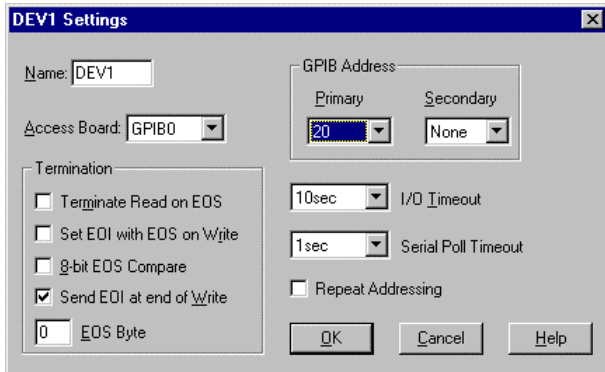 DEV1 Settings
Name: DEV1
Access Board: GPIB0
Termination
Terminate Read on EOS
Set EOI with EOS on Write
8-bit EOS Compare
Send EOI at end of Write
0 EOS Byte
GPIB Address
Primary Secondary
20 None
10sec I/O Timeout
1sec Serial Poll Timeout
Repeat Addressing
OK Cancel Help